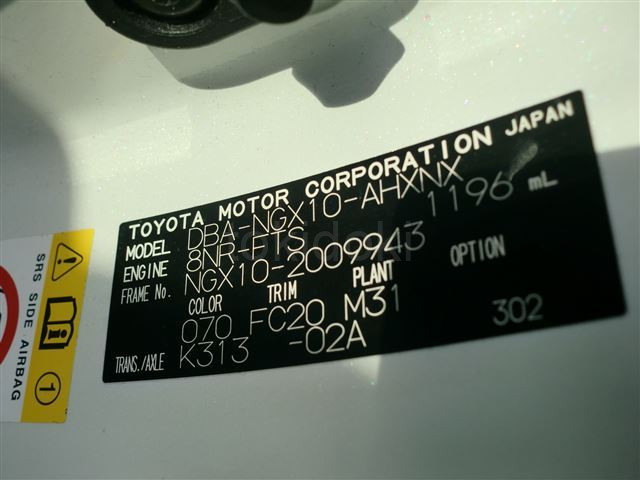 TOYOTA MOTOR CORPORATION JAPAN
MODEL DBA-NGX10-AHXNX
ENGINE 8NR-FTS 1196 mL
FRAME No. NGX10-2009943
COLOR TRIM PLANT OPTION
070 FC20 M31
TRANS./AXLE K313 -02A 302
SRS SIDE AIRBAG
1